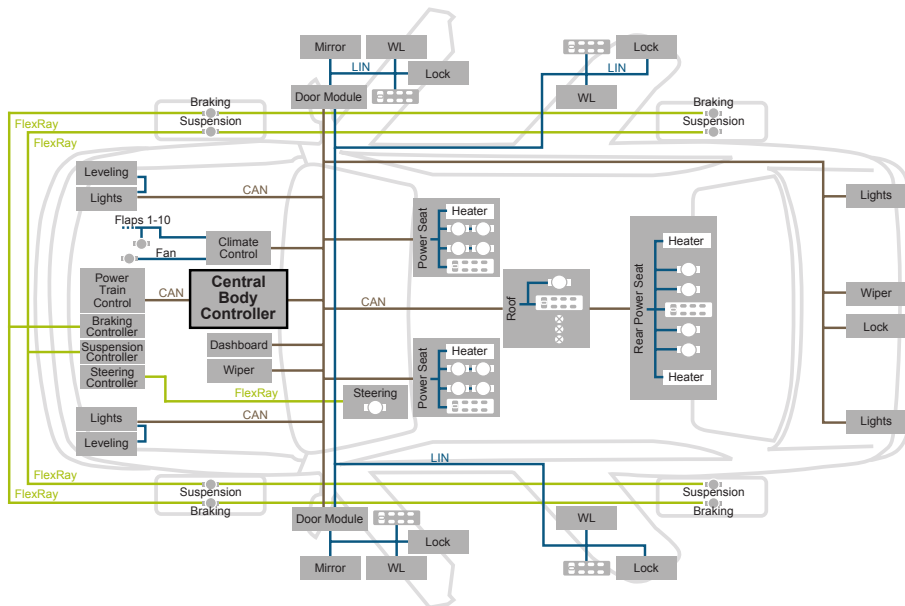 Mirror
WL
Lock
LIN
Door Module
LIN
Lock
WL
Braking
Suspension
Braking
Suspension
FlexRay
FlexRay
Leveling
Lights
CAN
Flaps 1-10
Fan
Climate
Control
Power
Train
Control
CAN
Central
Body
Controller
Braking
Controller
Suspension
Controller
Steering
Controller
Dashboard
Wiper
FlexRay
Steering
Lights
CAN
Leveling
Power Seat
Heater
CAN
Roof
Power Seat
Heater
Rear Power Seat
Heater
Heater
Lights
Wiper
Lock
Lights
FlexRay
FlexRay
Suspension
Braking
LIN
Suspension
Braking
Door Module
Lock
Mirror
WL
WL
Lock